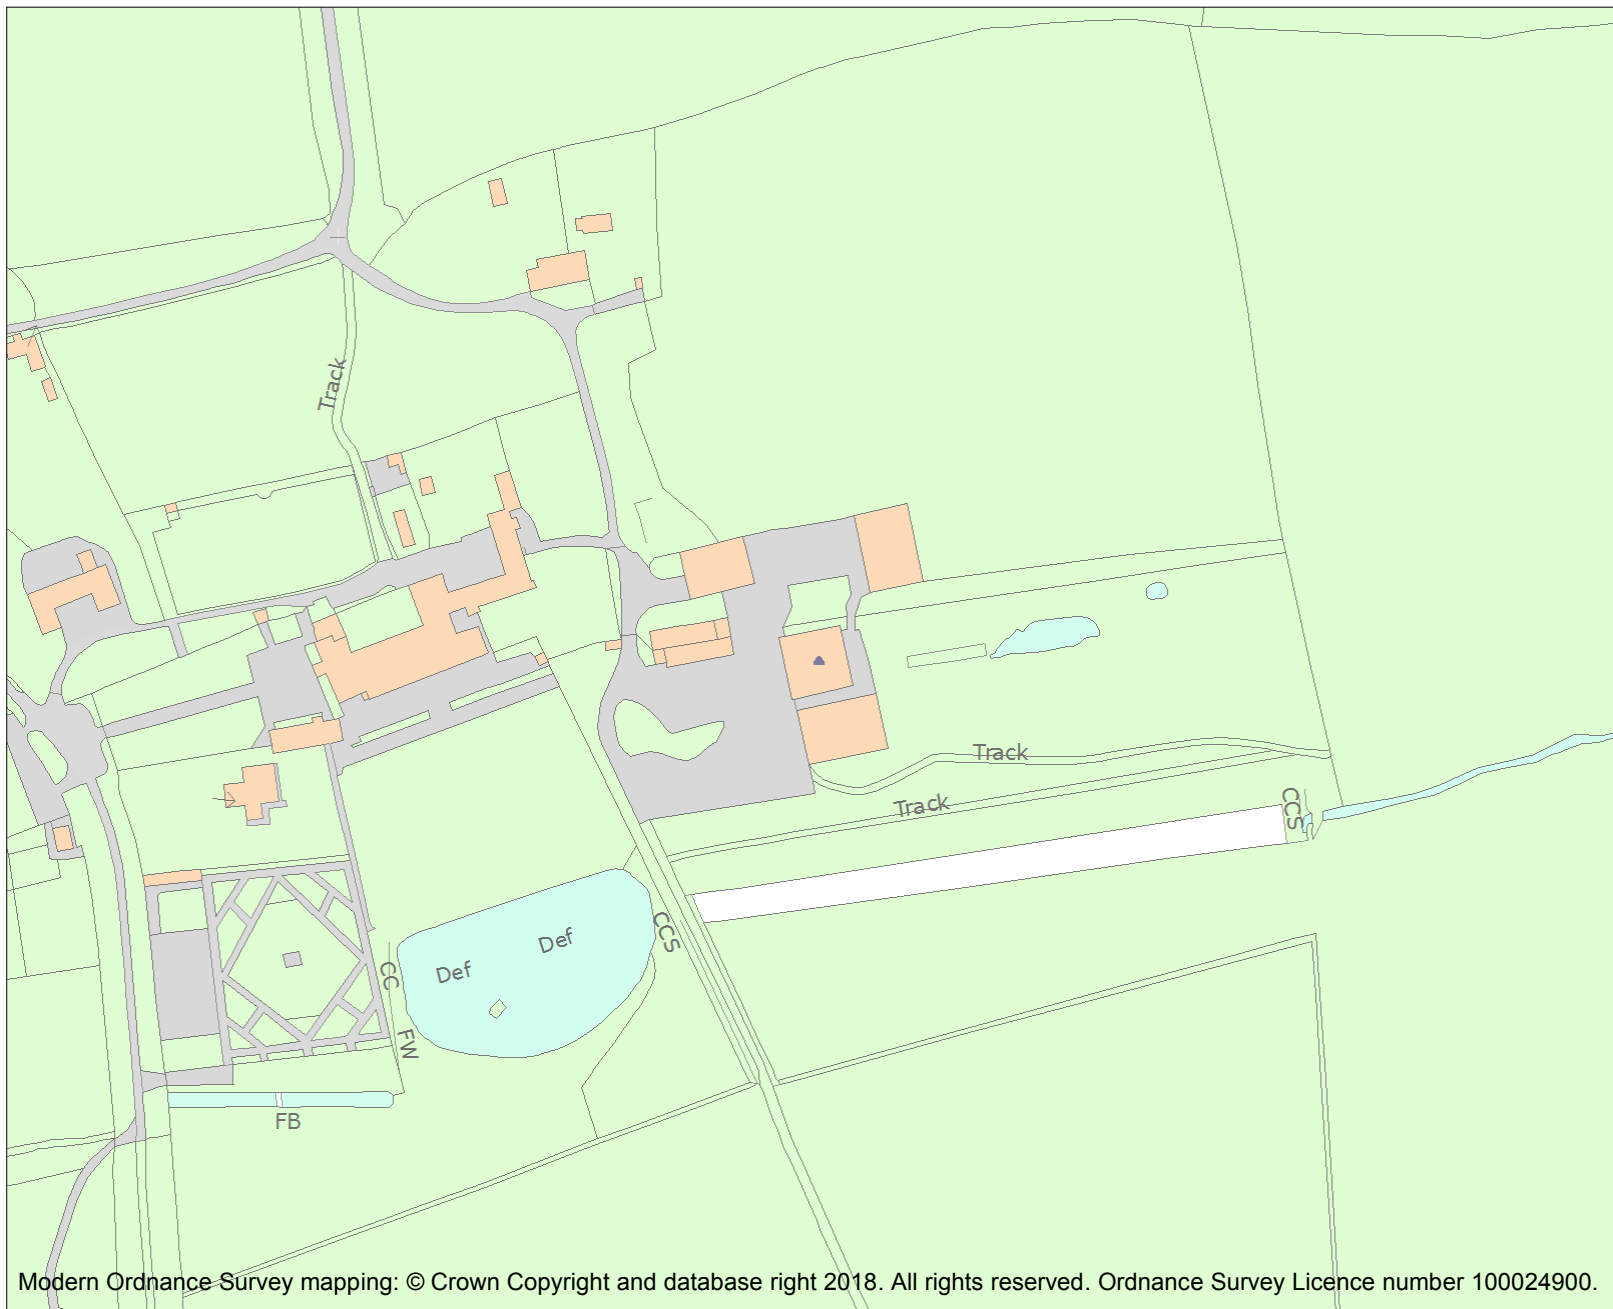 Track
Track
Track
CCS
CCS
Def
Def
CC
FW
FB
Modern Ordnance Survey mapping: © Crown Copyright and database right 2018. All rights reserved. Ordnance Survey Licence number 100024900.